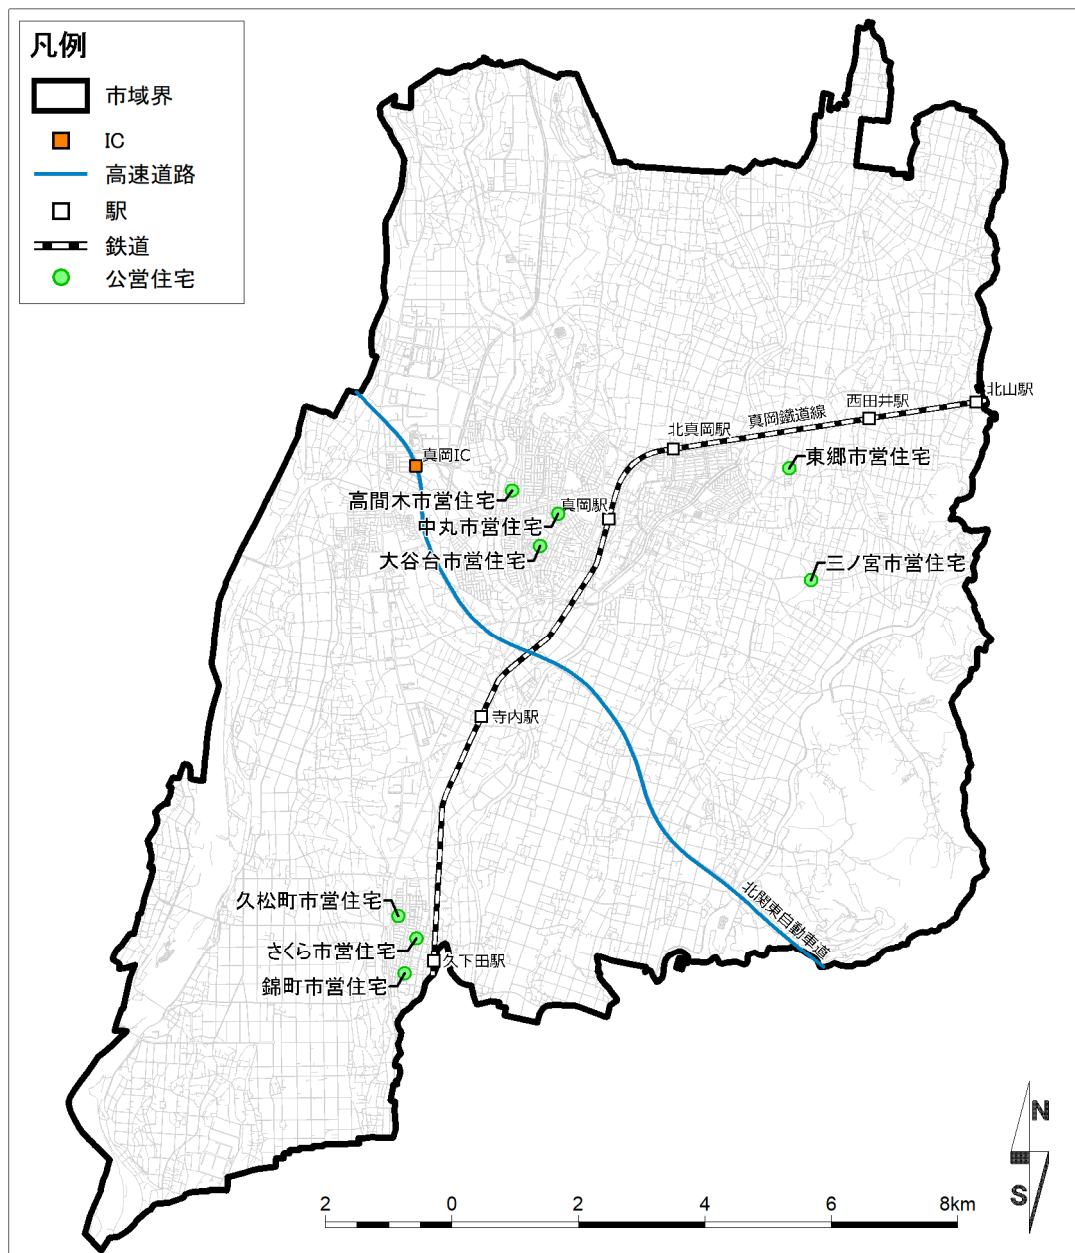 凡例
市域界
IC
高速道路
駅
鉄道
公営住宅
北山駅
西田井駅
真岡鐵道線
北真岡駅
東郷市営住宅
真岡IC
高間木市営住宅
真岡駅
中丸市営住宅
大谷台市営住宅
三ノ宮市営住宅
寺内駅
北関東自動車道
久松町市営住宅
さくら市営住宅
久下田駅
錦町市営住宅
N
S
2 0 2 4 6 8km